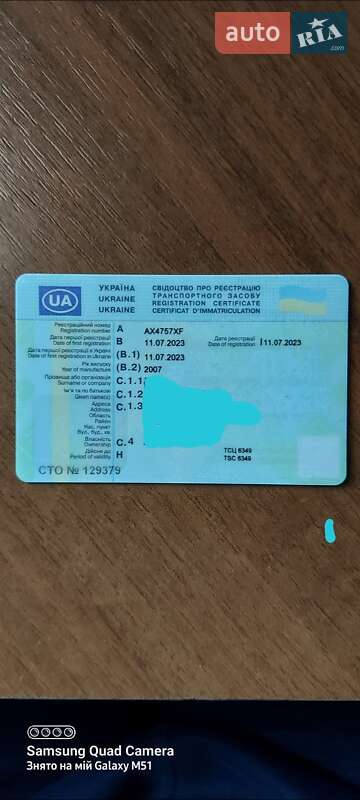 auto RIA.com
УКРАЇНА СВІДОЦТВО ПРО РЕЄСТРАЦІЮ
UKRAINE ТРАНСПОРТНОГО ЗАСОБУ
UA UKRAINE REGISTRATION CERTIFICATE
UKRAINE CERTIFICAT D'IMMATRICULATION
Реєстраційний номер
Registration number A AX4757XF
Дата першої реєстрації
Date of first registration B 11.07.2023 Дата реєстрації
Date of registration I 11.07.2023
Дата першої реєстрації в Україні
Date of first registration in Ukraine (B.1) 11.07.2023
Рік випуску
Year of manufacture (B.2) 2007
Прізвище або організація
Surname or company C.1.1
Ім'я та по батькові
Given name(s) C.1.2
Адреса
Address C.1.3
Область
Район
Нас. пункт
Вул., буд., кв.
Власність
Ownership C.4
Дійсне до
Period of validity H
ТСЦ 6349
TSC 6349
СТО № 129379
Samsung Quad Camera
Знято на мій Galaxy M51